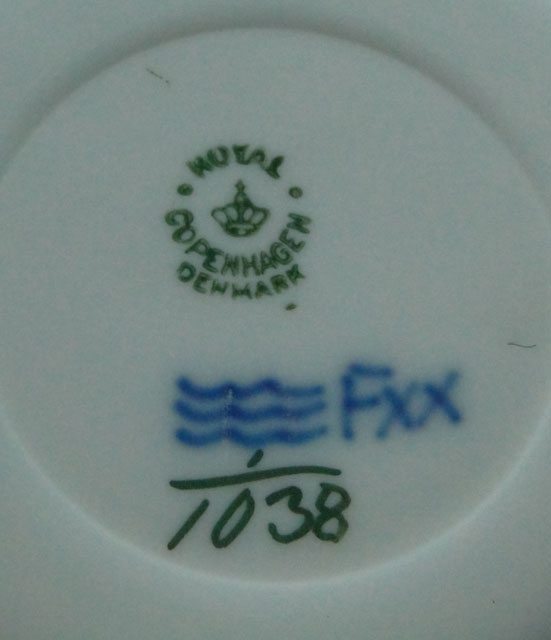 ROYAL
COPENHAGEN
DENMARK
Fxx
1
1038